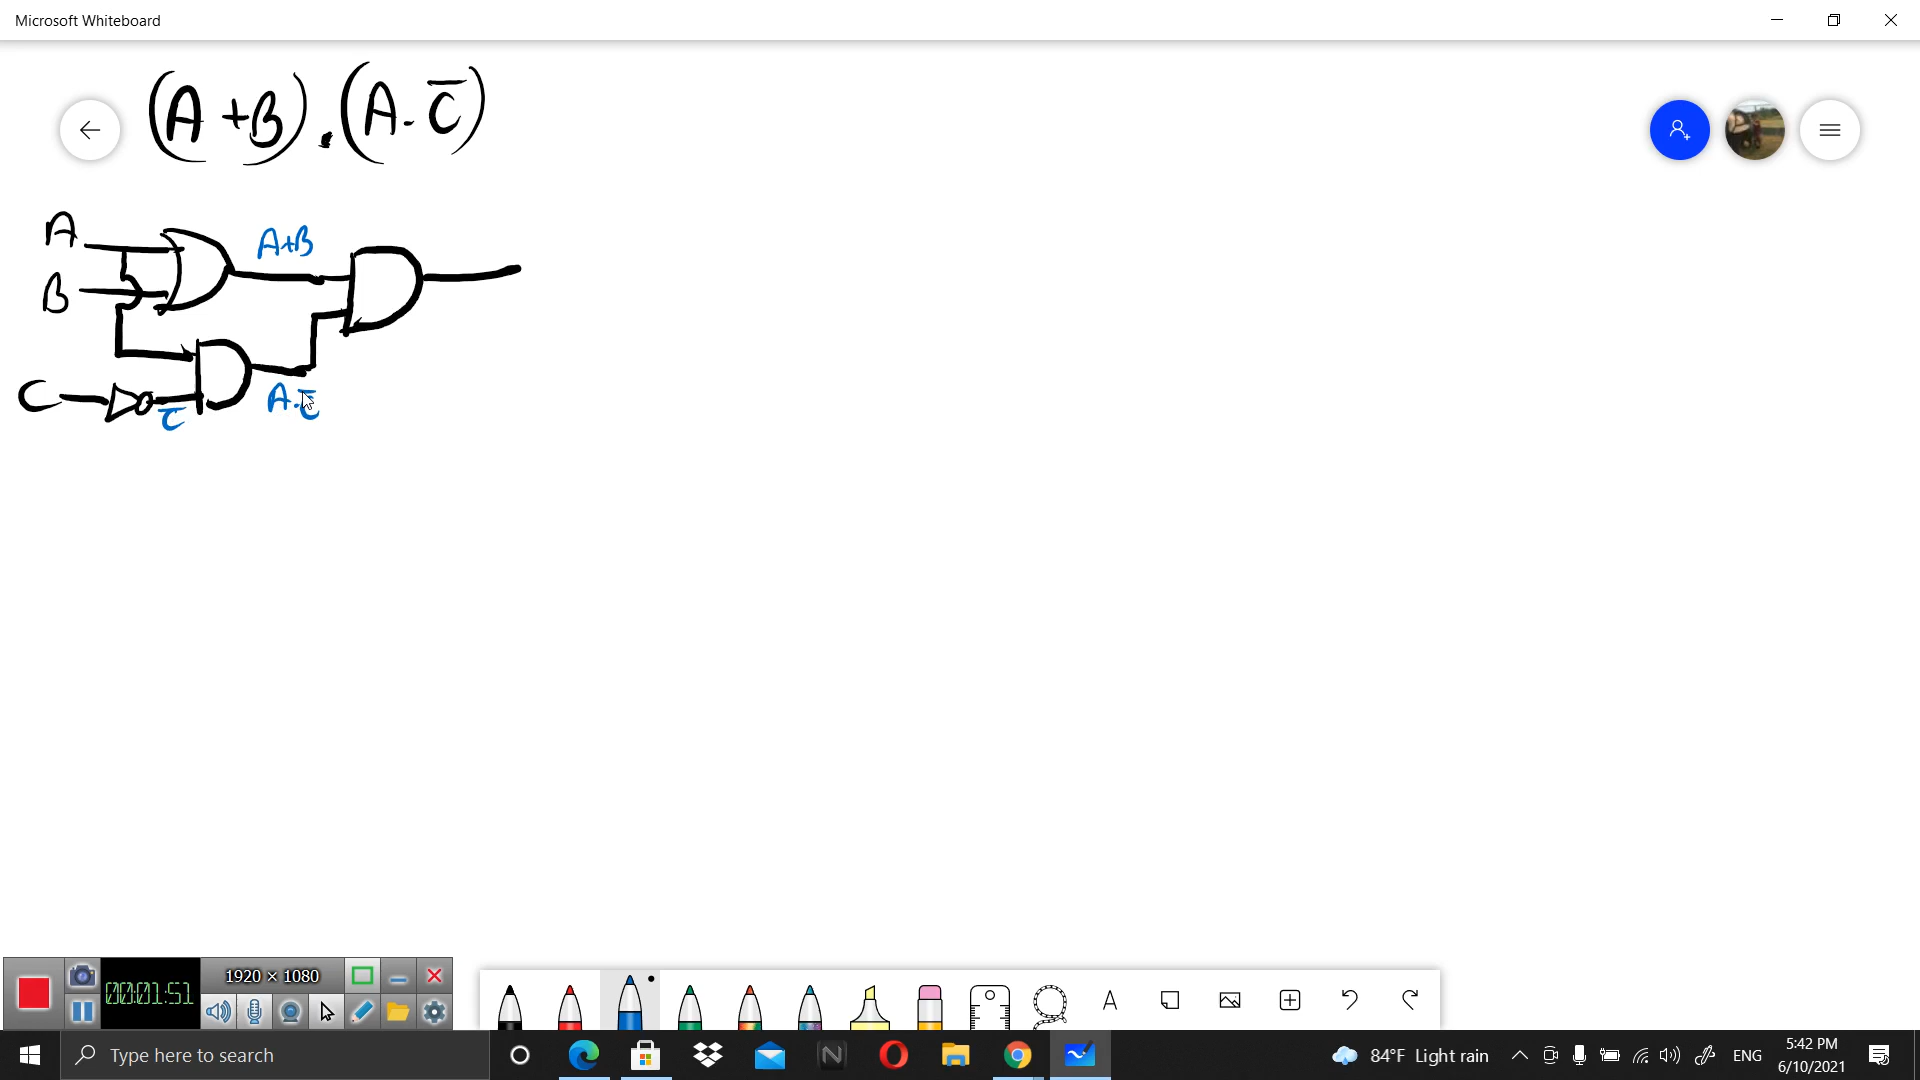 Microsoft Whiteboard
(A+B).(A.C̅)
A
A+B
B
C
C̅
A.C̅
00:01:51
1920 × 1080
A
Type here to search
N
84°F Light rain
ENG
5:42 PM
6/10/2021